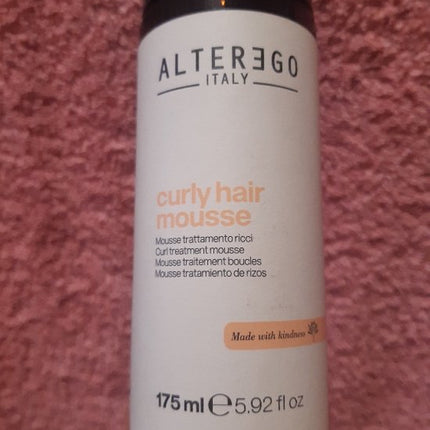 ALTERƎGO
ITALY
curly hair
mousse
Mousse trattamento ricci
Curl treatment mousse
Mousse traitement boucles
Mousse tratamiento de rizos
Made with kindness
175 ml ℮ 5.92 fl oz